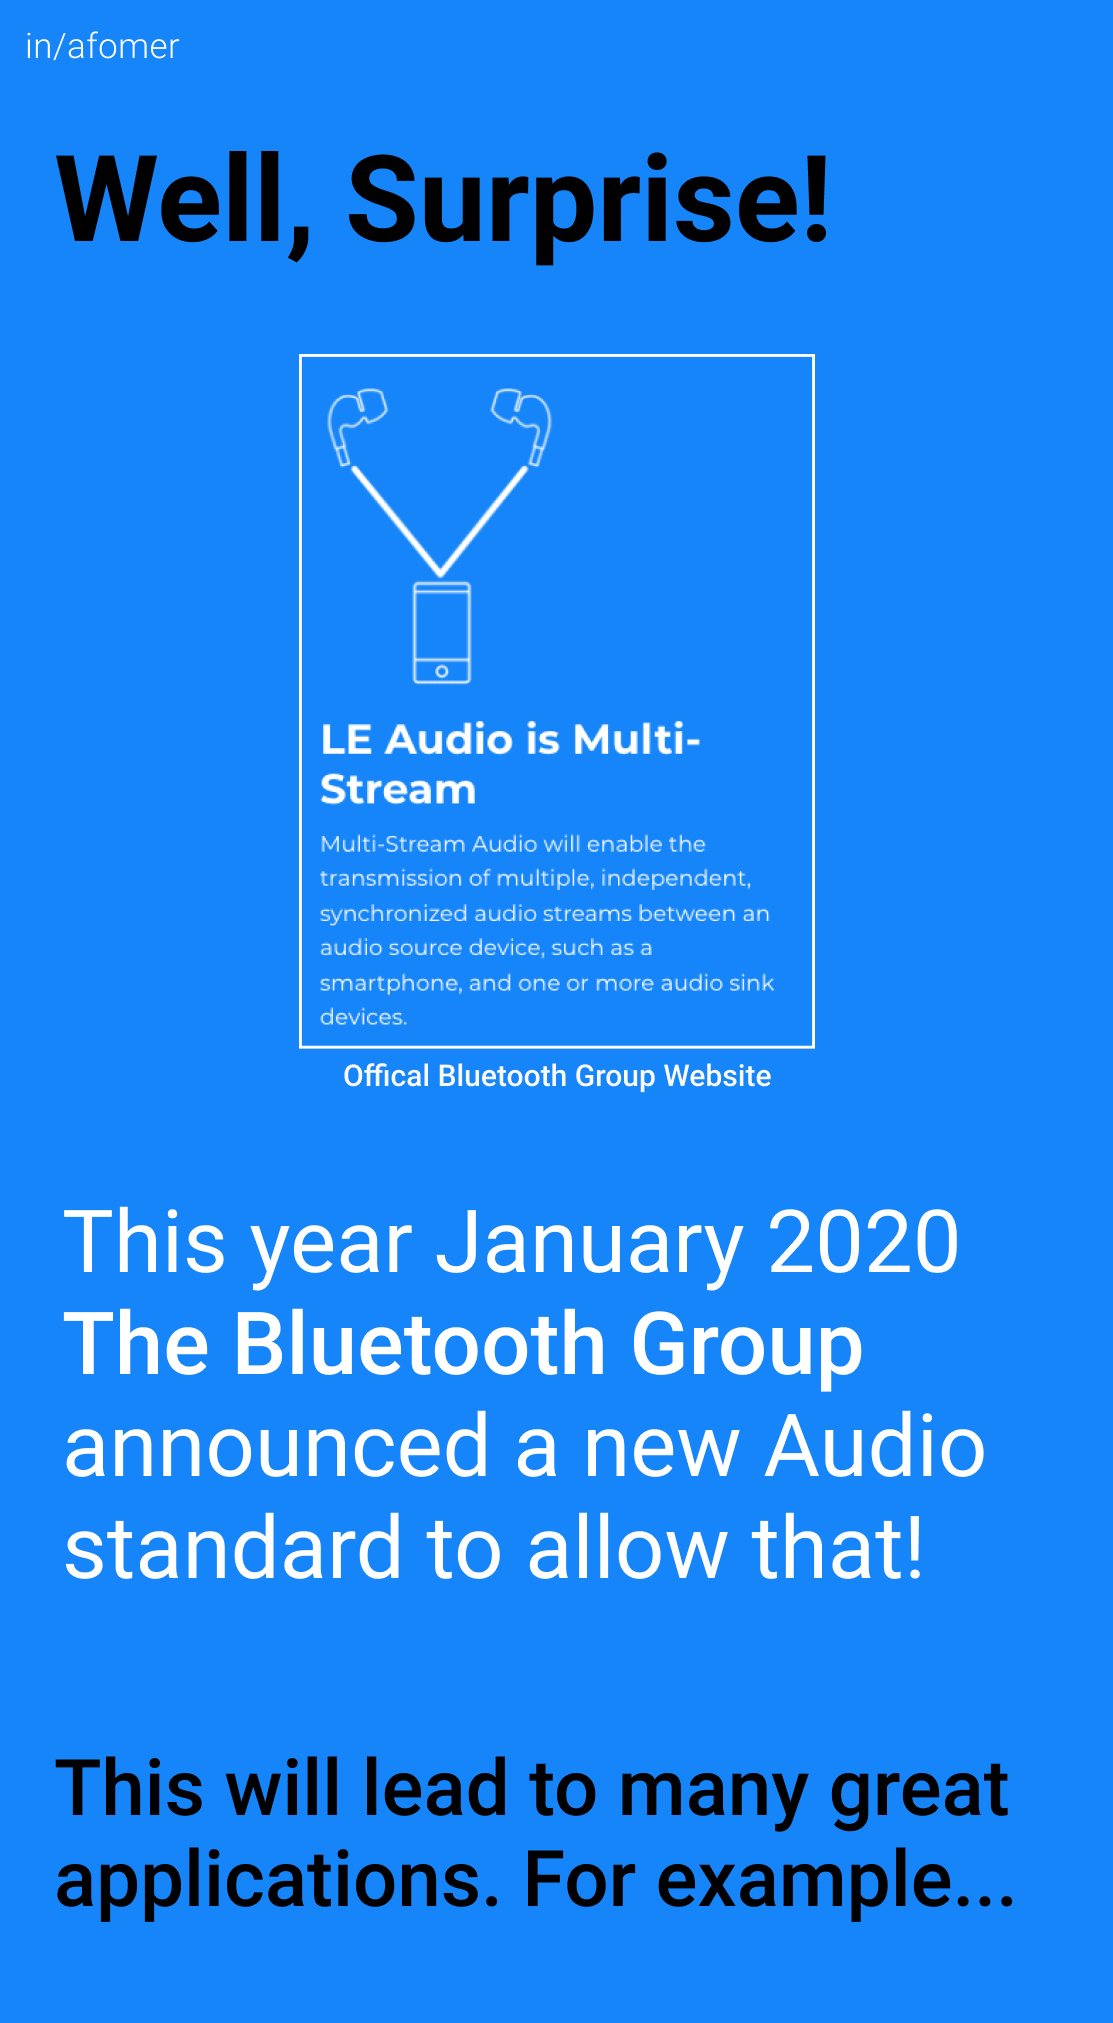 in/afomer
Well, Surprise!
LE Audio is Multi-
Stream
Multi-Stream Audio will enable the
transmission of multiple, independent,
synchronized audio streams between an
audio source device, such as a
smartphone, and one or more audio sink
devices.
Offical Bluetooth Group Website
This year January 2020
The Bluetooth Group
announced a new Audio
standard to allow that!
This will lead to many great
applications. For example...